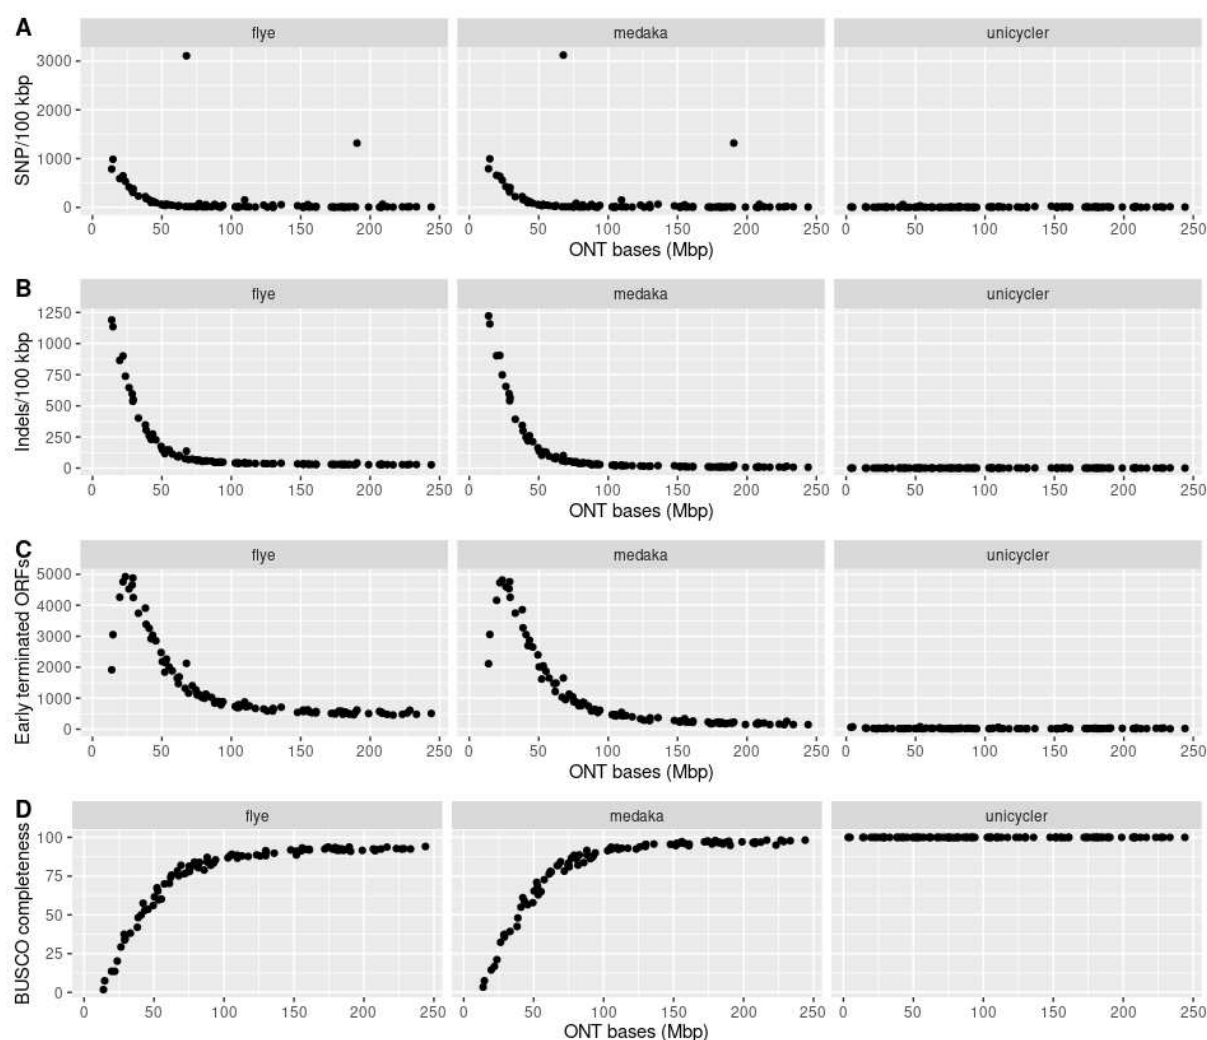 A
flye medaka unicycler
SNP/100 kbp
3000
2000
1000
0
0 50 100 150 200 250 0 50 100 150 200 250 0 50 100 150 200 250
ONT bases (Mbp)
B
flye medaka unicycler
Indels/100 kbp
1250
1000
750
500
250
0
0 50 100 150 200 250 0 50 100 150 200 250 0 50 100 150 200 250
ONT bases (Mbp)
C
flye medaka unicycler
Early terminated ORFs
5000
4000
3000
2000
1000
0
0 50 100 150 200 250 0 50 100 150 200 250 0 50 100 150 200 250
ONT bases (Mbp)
D
flye medaka unicycler
BUSCO completeness
100
75
50
25
0
0 50 100 150 200 250 0 50 100 150 200 250 0 50 100 150 200 250
ONT bases (Mbp)